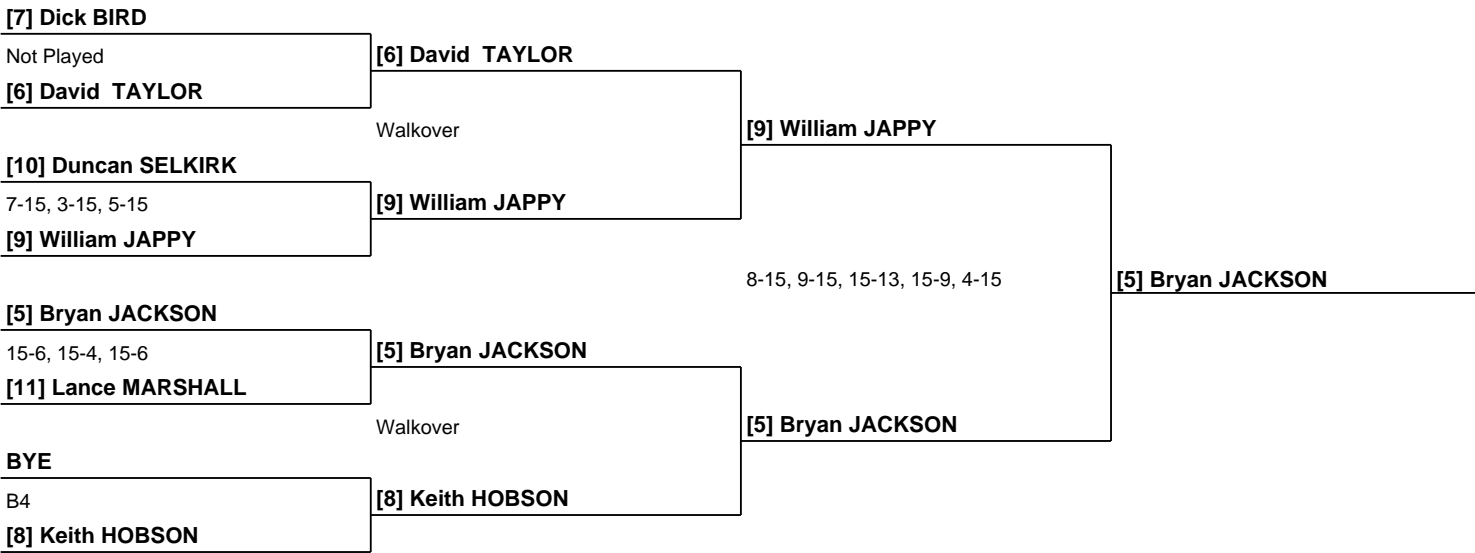 [7] Dick BIRD
Not Played
[6] David  TAYLOR
[6] David  TAYLOR
Walkover
[9] William JAPPY
[10] Duncan SELKIRK
7-15, 3-15, 5-15
[9] William JAPPY
[9] William JAPPY
8-15, 9-15, 15-13, 15-9, 4-15
[5] Bryan JACKSON
[5] Bryan JACKSON
15-6, 15-4, 15-6
[5] Bryan JACKSON
[11] Lance MARSHALL
Walkover
[5] Bryan JACKSON
BYE
B4
[8] Keith HOBSON
[8] Keith HOBSON